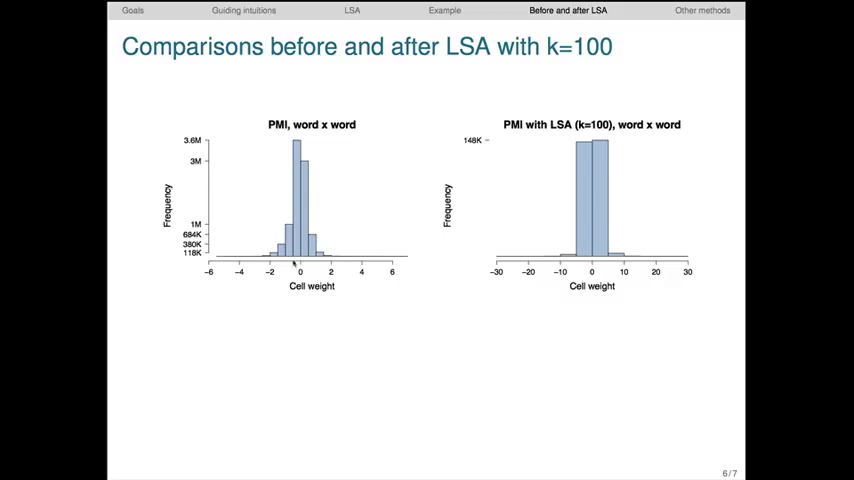 Goals Guiding intuitions LSA Example Before and after LSA Other methods
Comparisons before and after LSA with k=100
PMI, word x word
3.6M
3M
1M
684K
380K
118K
Frequency
−6 −4 −2 0 2 4 6
Cell weight
PMI with LSA (k=100), word x word
148K
Frequency
−30 −20 −10 0 10 20 30
Cell weight
6 / 7